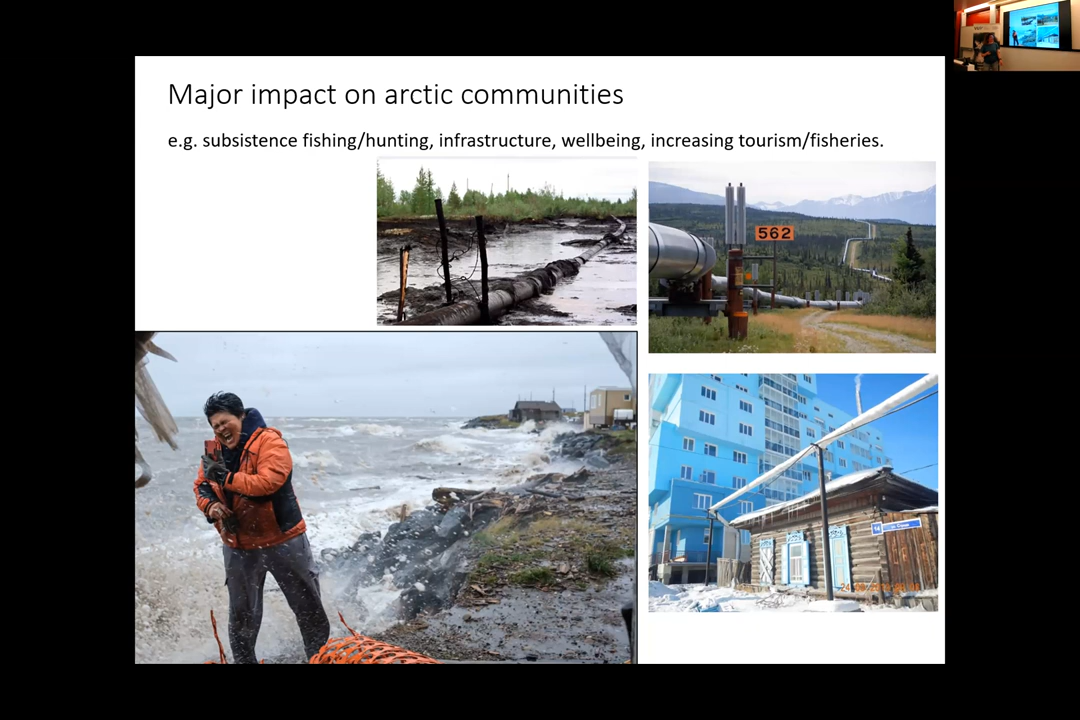 Major impact on arctic communities
e.g. subsistence fishing/hunting, infrastructure, wellbeing, increasing tourism/fisheries.
562